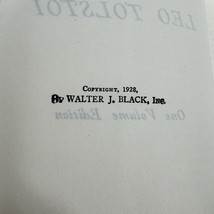 LEO TOLSTOI
COPYRIGHT, 1928,
By WALTER J. BLACK, Inc.
One Volume Edition